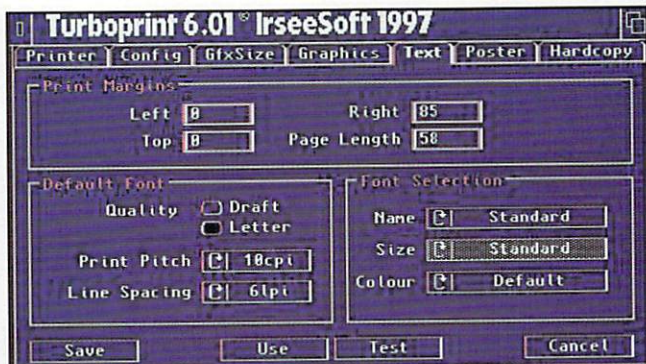 Turboprint 6.01 © IrseeSoft 1997
Printer Config GfxSize Graphics Text Poster Hardcopy
Print Margins
Left 0 Right 85
Top 0 Page Length 58
Default Font
Quality Draft
Letter
Print Pitch 10cpi
Line Spacing 6lpi
Font Selection
Name Standard
Size Standard
Colour Default
Save Use Test Cancel